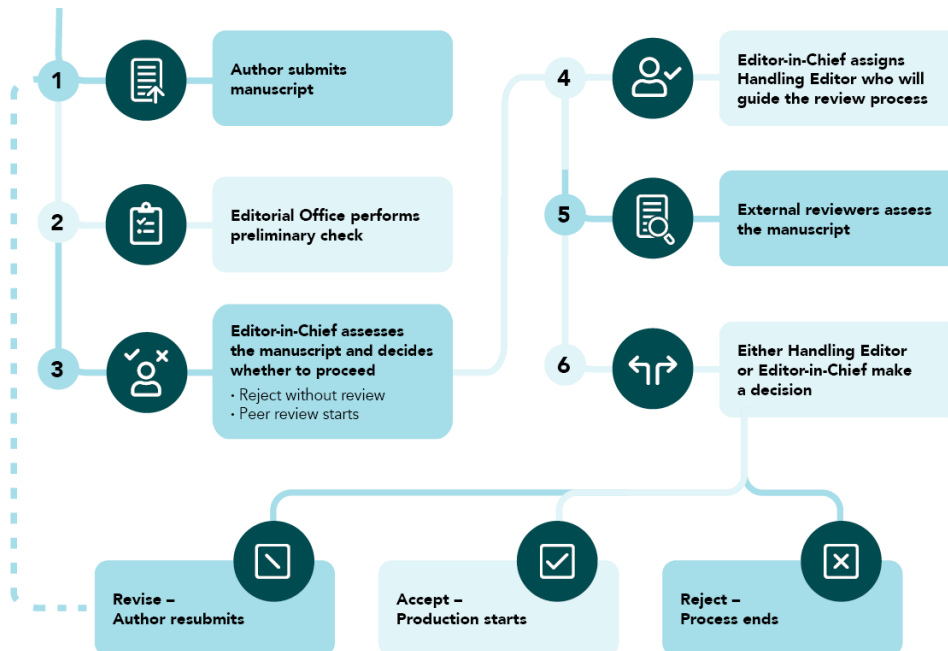 1
Author submits
manuscript
2
Editorial Office performs
preliminary check
3
Editor-in-Chief assesses
the manuscript and decides
whether to proceed
· Reject without review
· Peer review starts
4
Editor-in-Chief assigns
Handling Editor who will
guide the review process
5
External reviewers assess
the manuscript
6
Either Handling Editor
or Editor-in-Chief make
a decision
Revise –
Author resubmits
Accept –
Production starts
Reject –
Process ends